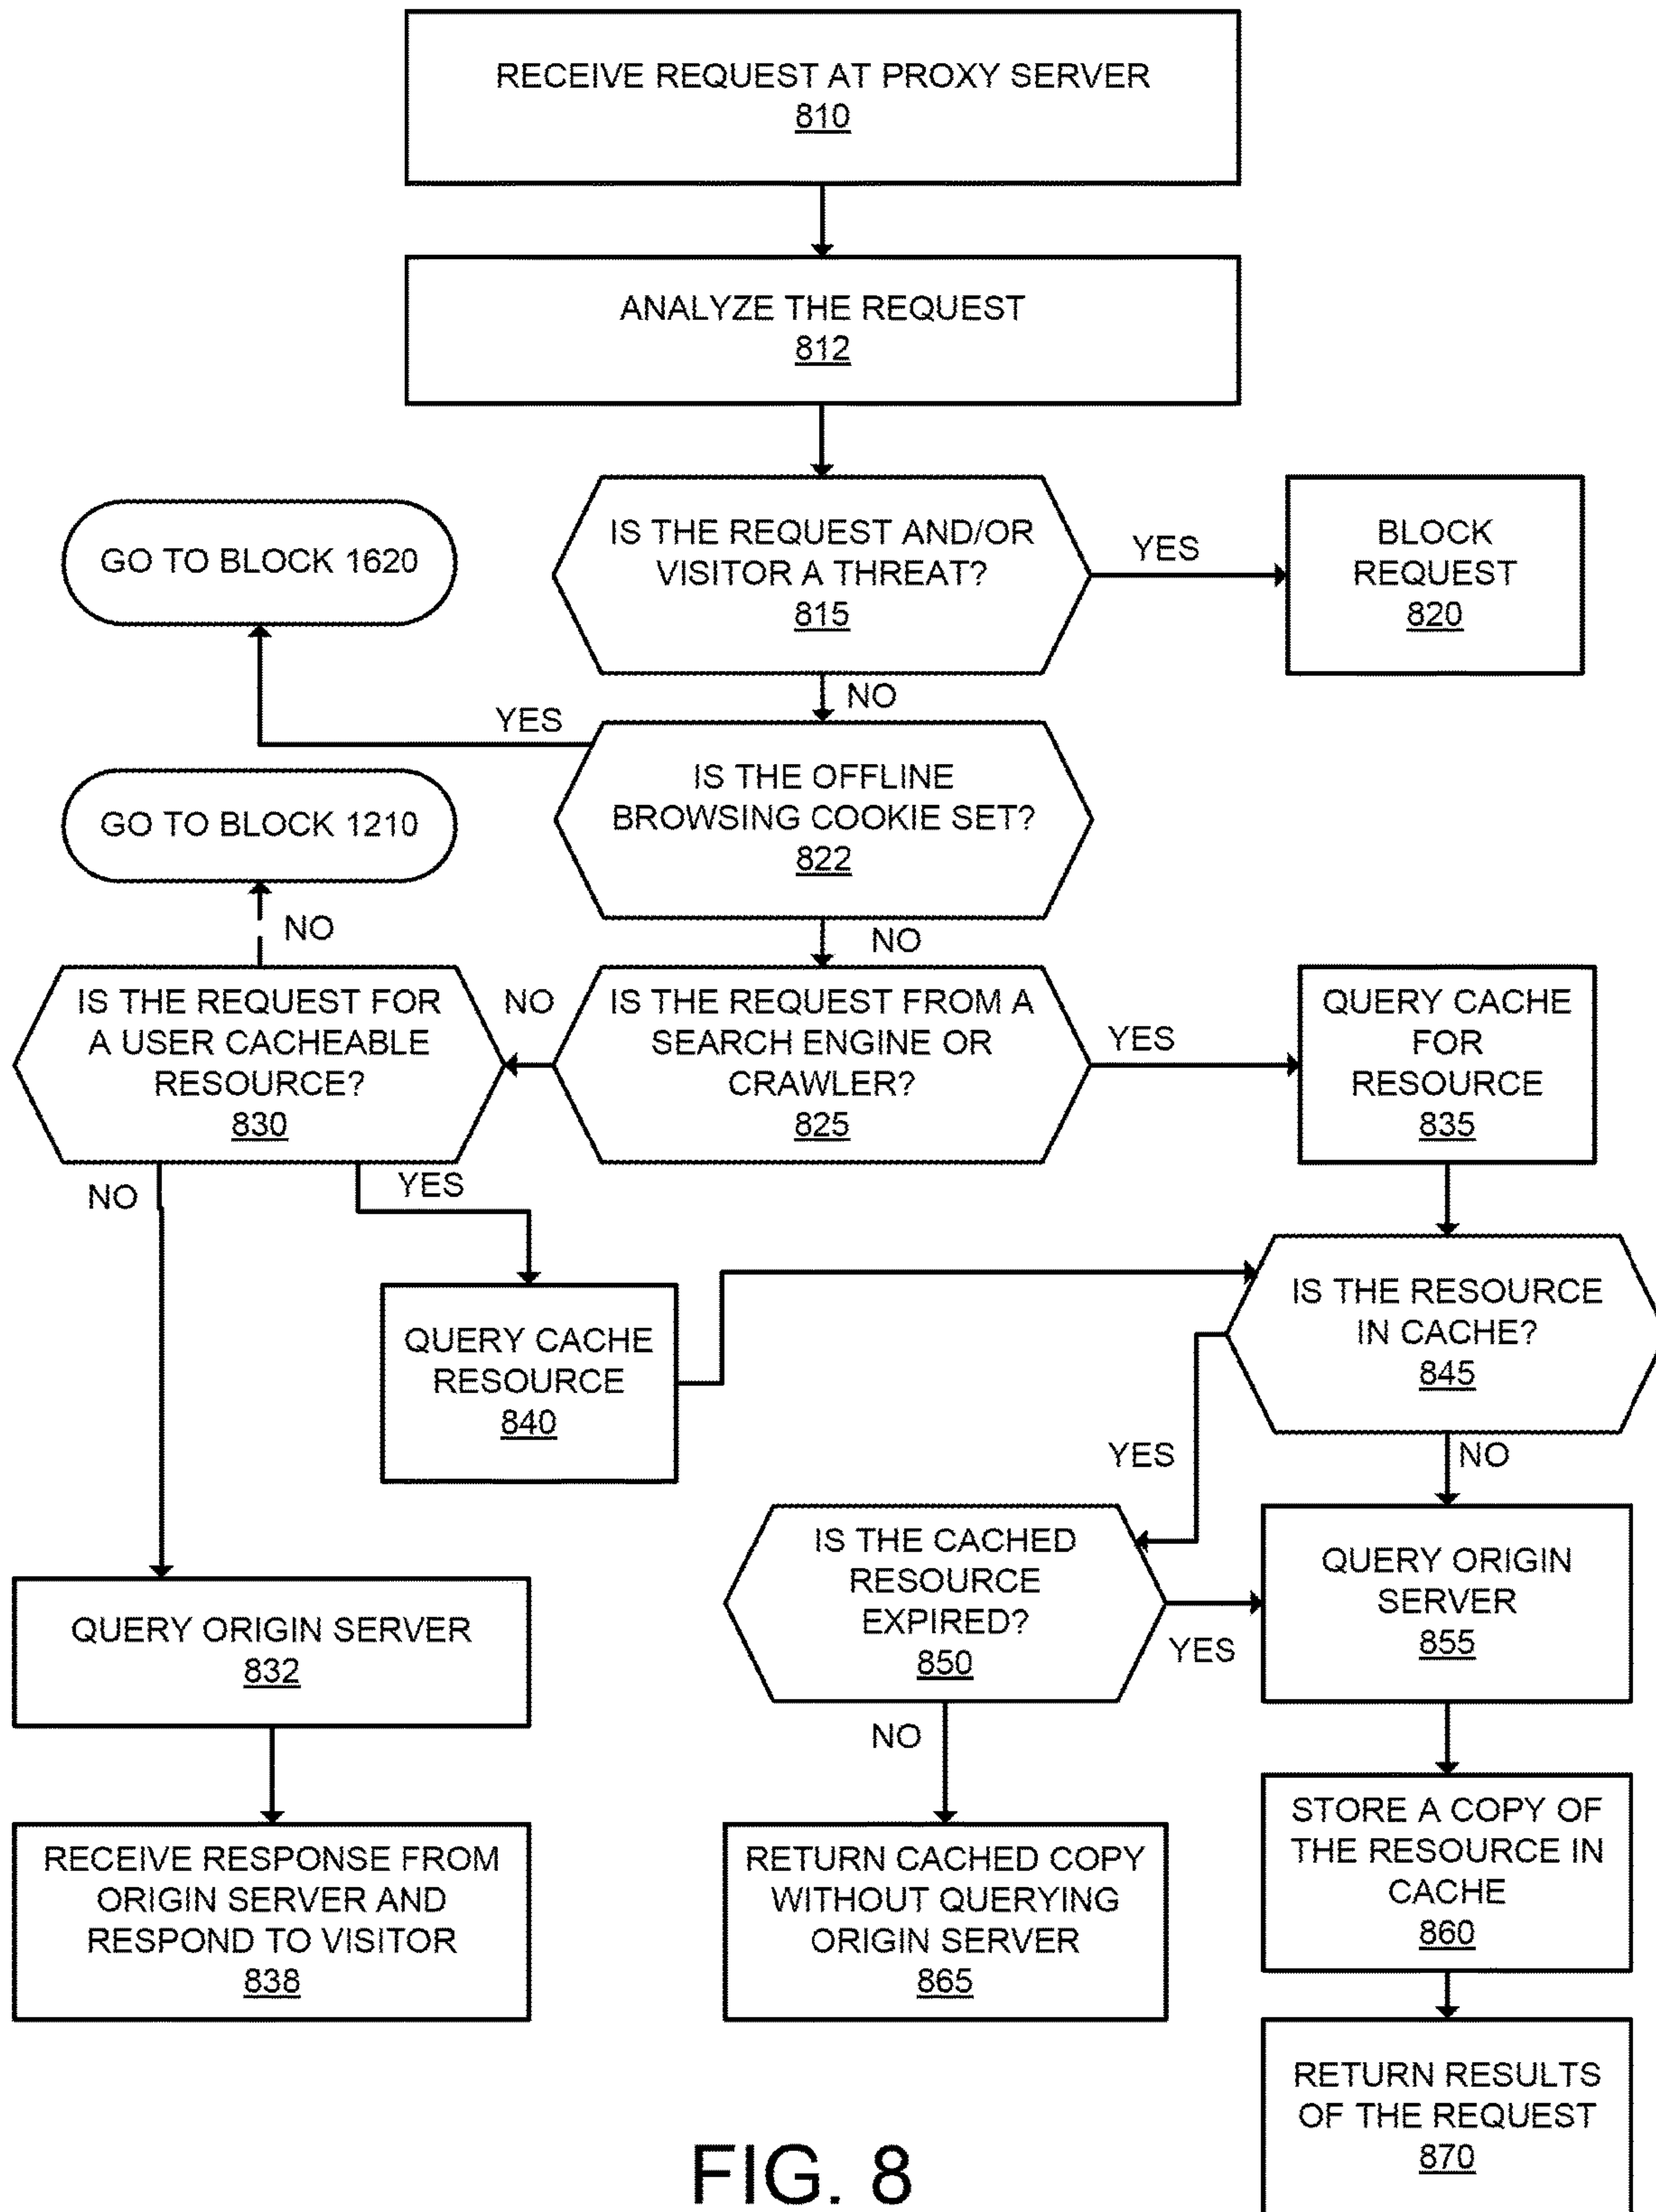 RECEIVE REQUEST AT PROXY SERVER
810
ANALYZE THE REQUEST
812
IS THE REQUEST AND/OR
VISITOR A THREAT?
815
YES
BLOCK
REQUEST
820
GO TO BLOCK 1620
NO
YES
IS THE OFFLINE
BROWSING COOKIE SET?
822
GO TO BLOCK 1210
NO
NO
IS THE REQUEST FOR
A USER CACHEABLE
RESOURCE?
830
NO
IS THE REQUEST FROM A
SEARCH ENGINE OR
CRAWLER?
825
YES
QUERY CACHE
FOR
RESOURCE
835
NO
YES
QUERY CACHE
RESOURCE
840
IS THE RESOURCE
IN CACHE?
845
YES
NO
IS THE CACHED
RESOURCE
EXPIRED?
850
YES
QUERY ORIGIN
SERVER
855
QUERY ORIGIN SERVER
832
NO
RECEIVE RESPONSE FROM
ORIGIN SERVER AND
RESPOND TO VISITOR
838
RETURN CACHED COPY
WITHOUT QUERYING
ORIGIN SERVER
865
STORE A COPY OF
THE RESOURCE IN
CACHE
860
RETURN RESULTS
OF THE REQUEST
870
FIG. 8